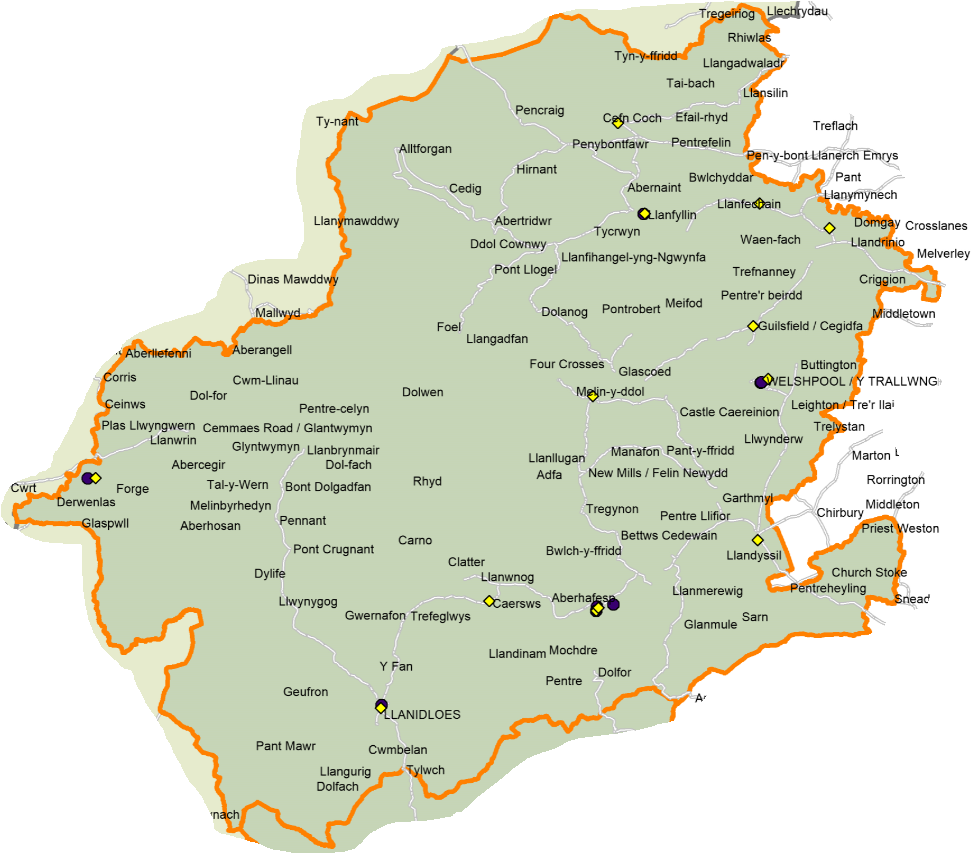 Llechrydau
Tregeiriog
Rhiwlas
Tyn-y-ffridd
Llangadwaladr
Tai-bach
Llansilin
Pencraig
Ty-nant
Cefn Coch
Efail-rhyd
Treflach
Alltforgan
Penybontfawr
Pentrefelin
Pen-y-bont Llanerch Emrys
Hirnant
Bwlchyddar
Pant
Cedig
Abernaint
Llanymynech
Llanfechain
Llanymawddwy
Abertridwr
Llanfyllin
Domgay
Crosslanes
Tycrwyn
Waen-fach
Llandrinio
Ddol Cownwy
Melverley
Llanfihangel-yng-Ngwynfa
Pont Llogel
Trefnanney
Dinas Mawddwy
Criggion
Pentre'r beirdd
Meifod
Pontrobert
Mallwyd
Dolanog
Middletown
Foel
Guilsfield / Cegidfa
Llangadfan
Aberllefenni
Aberangell
Four Crosses
Buttington
Glascoed
Corris
Cwm-Llinau
WELSHPOOL / Y TRALLWNG
Dol-for
Dolwen
Melin-y-ddol
Ceinws
Pentre-celyn
Castle Caereinion
Leighton / Tre'r llai
Plas Llwyngwern
Cemmaes Road / Glantwymyn
Trelystan
Llanwrin
Llwynderw
Glyntwymyn
Llanbrynmair
Manafon
Pant-y-ffridd
Marton
Abercegir
Dol-fach
Llanllugan
Adfa
New Mills / Felin Newydd
Rhyd
Rorrington
Cwrt
Forge
Tal-y-Wern
Bont Dolgadfan
Derwenlas
Melinbyrhedyn
Garthmyl
Middleton
Tregynon
Chirbury
Glaspwll
Aberhosan
Pennant
Pentre Llifior
Priest Weston
Carno
Bettws Cedewain
Pont Crugnant
Bwlch-y-ffridd
Llandyssil
Clatter
Dylife
Llanwnog
Church Stoke
Pentreheyling
Llanmerewig
Llwynygog
Caersws
Aberhafesp
Snead
Gwernafon
Trefeglwys
Sarn
Glanmule
Llandinam
Mochdre
Y Fan
Dolfor
Pentre
Geufron
LLANIDLOES
Pant Mawr
Cwmbelan
Llangurig
Tylwch
Dolfach